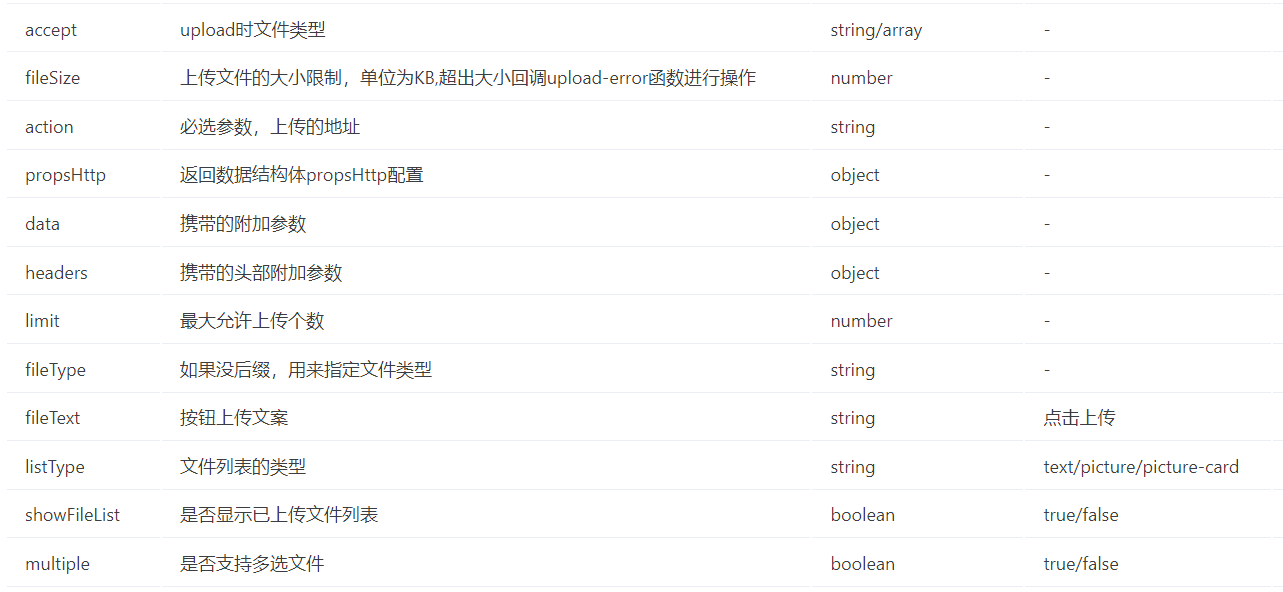 accept upload时文件类型 string/array -
fileSize 上传文件的大小限制，单位为KB,超出大小回调upload-error函数进行操作 number -
action 必选参数，上传的地址 string -
propsHttp 返回数据结构体propsHttp配置 object -
data 携带的附加参数 object -
headers 携带的头部附加参数 object -
limit 最大允许上传个数 number -
fileType 如果没后缀，用来指定文件类型 string -
fileText 按钮上传文案 string 点击上传
listType 文件列表的类型 string text/picture/picture-card
showFileList 是否显示已上传文件列表 boolean true/false
multiple 是否支持多选文件 boolean true/false